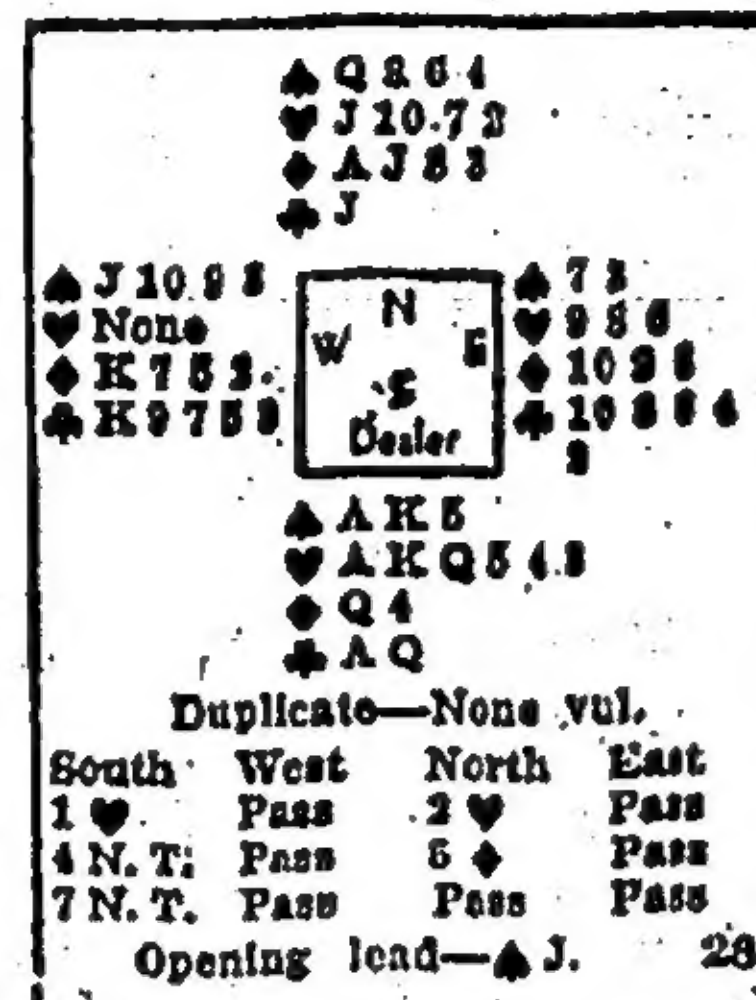 ♠ Q 8 6 4
♥ J 10 7 2
♦ A J 8 3
♣ J
♠ J 10 9 3
♥ None
♦ K 7 5 2
♣ K 9 7 5 3
N
W E
S
Dealer
♠ 7 2
♥ 9 8 6
♦ 10 9 6
♣ 10 8 6 4
2
♠ A K 5
♥ A K Q 5 4 3
♦ Q 4
♣ A Q
Duplicate—None vul.
South West North East
1 ♥ Pass 2 ♥ Pass
4 N. T. Pass 5 ♦ Pass
7 N. T. Pass Pass Pass
Opening lead—♠ J. 28